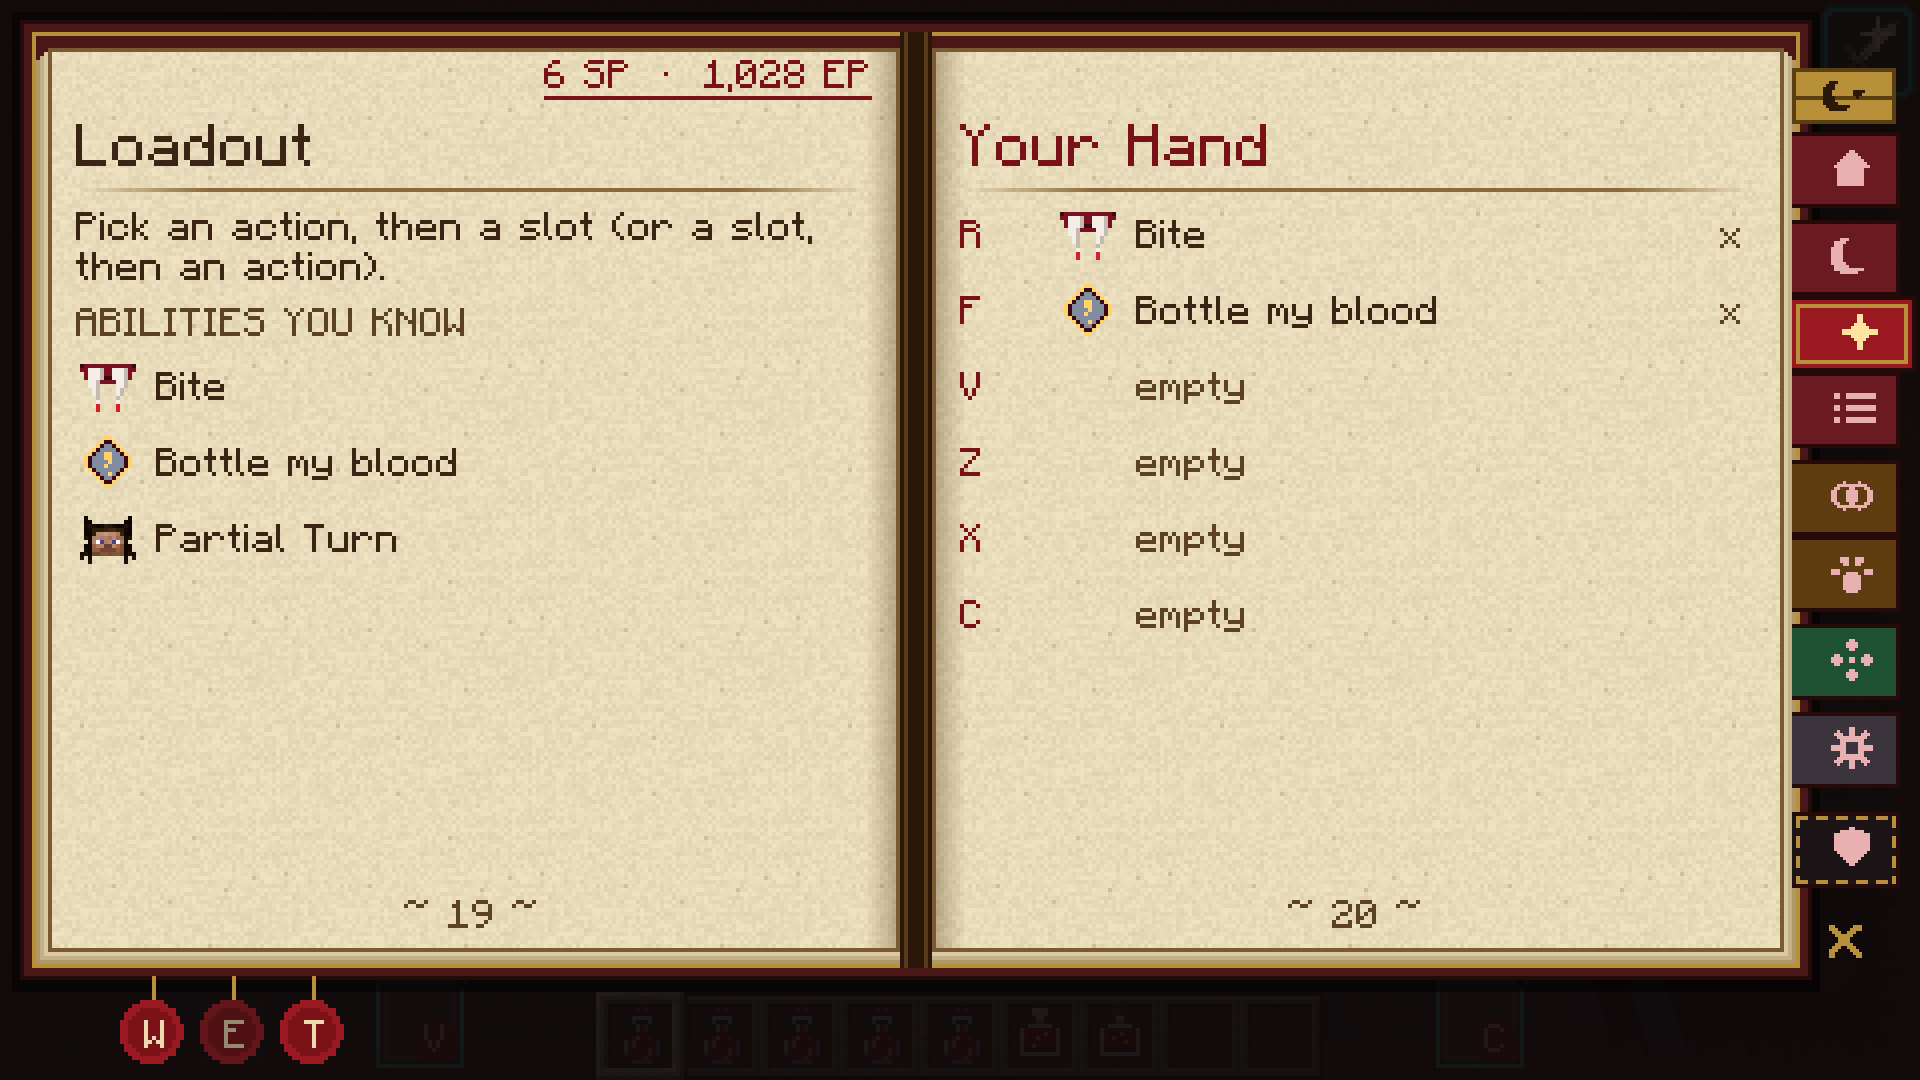 6 SP · 1,028 EP
Loadout
Pick an action, then a slot (or a slot,
then an action).
ABILITIES YOU KNOW
Bite
Bottle my blood
Partial Turn
~ 19 ~
Your Hand
R Bite x
F Bottle my blood x
V empty
Z empty
X empty
C empty
~ 20 ~
W E T V C